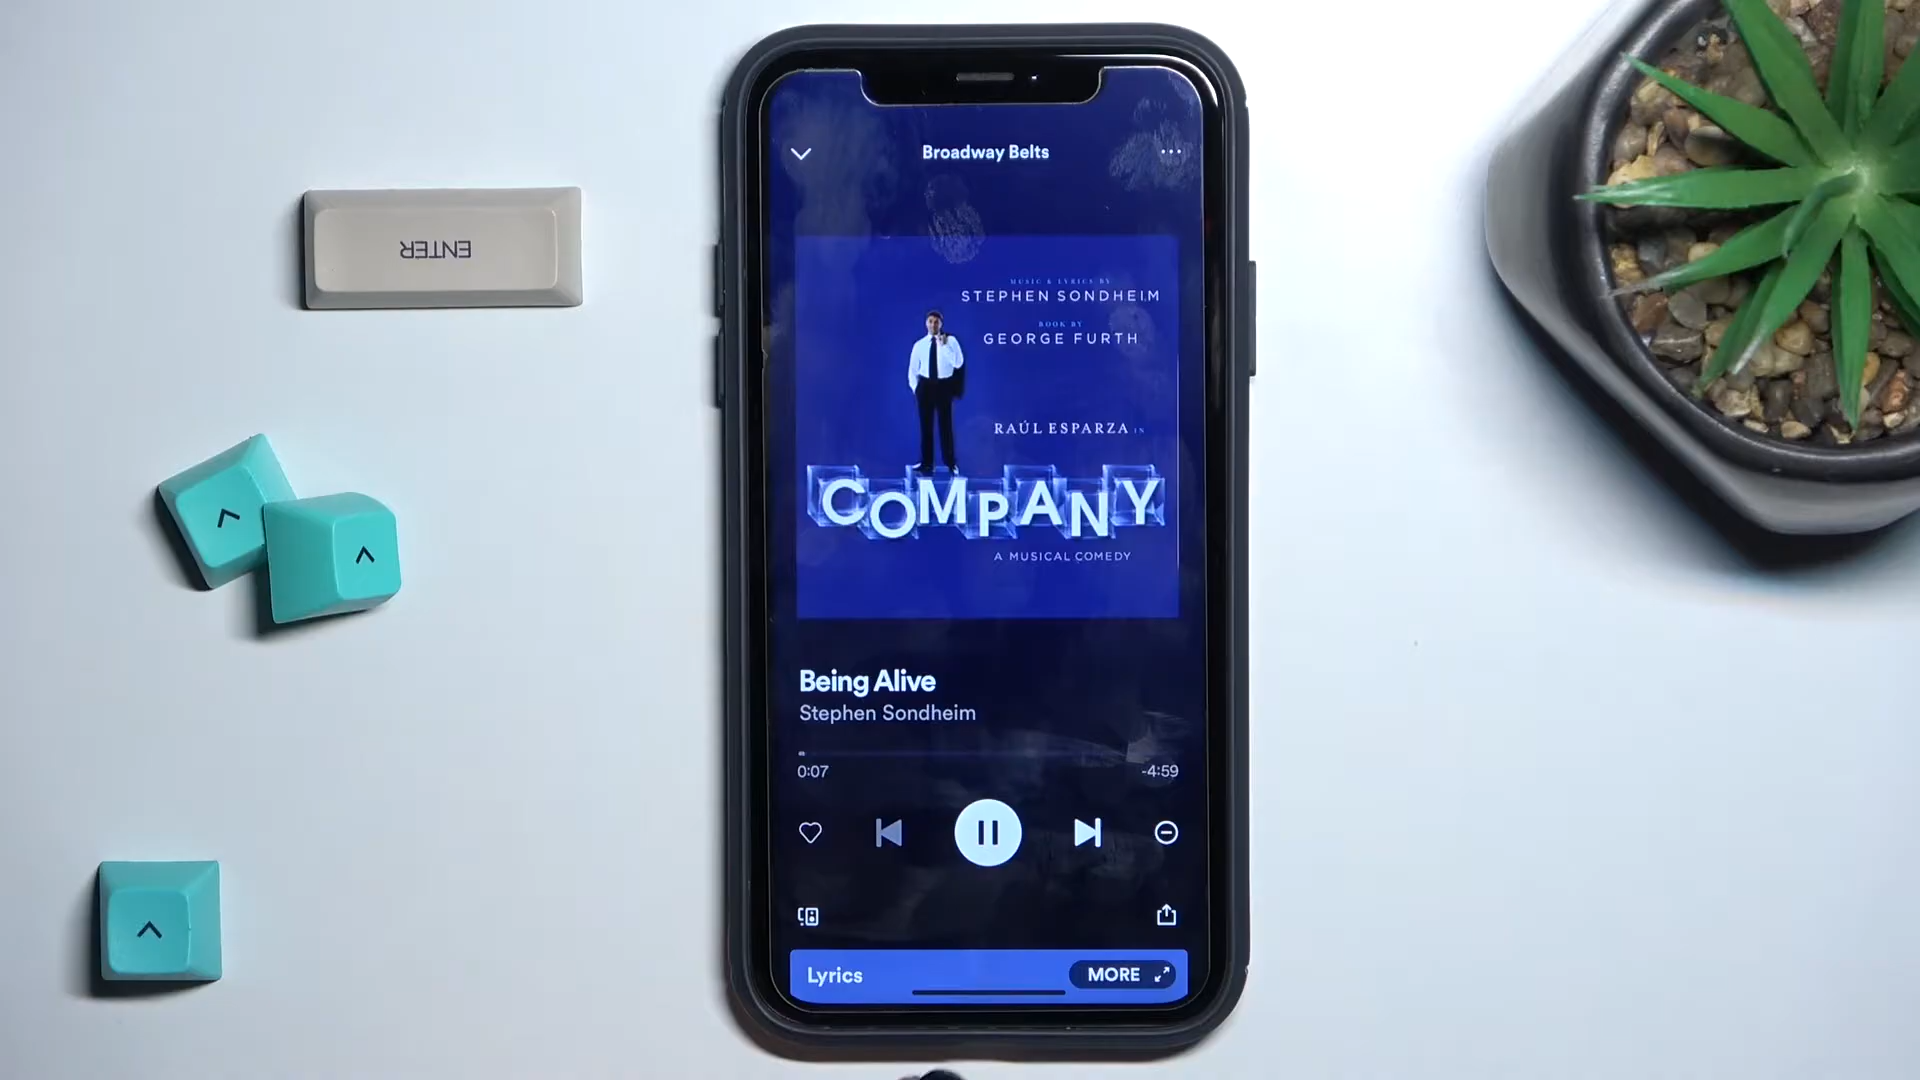 ENTER
Broadway Belts
MUSIC & LYRICS BY
STEPHEN SONDHEIM
BOOK BY
GEORGE FURTH
RAÚL ESPARZA IN
COMPANY
A MUSICAL COMEDY
Being Alive
Stephen Sondheim
0:07 -4:59
Lyrics MORE